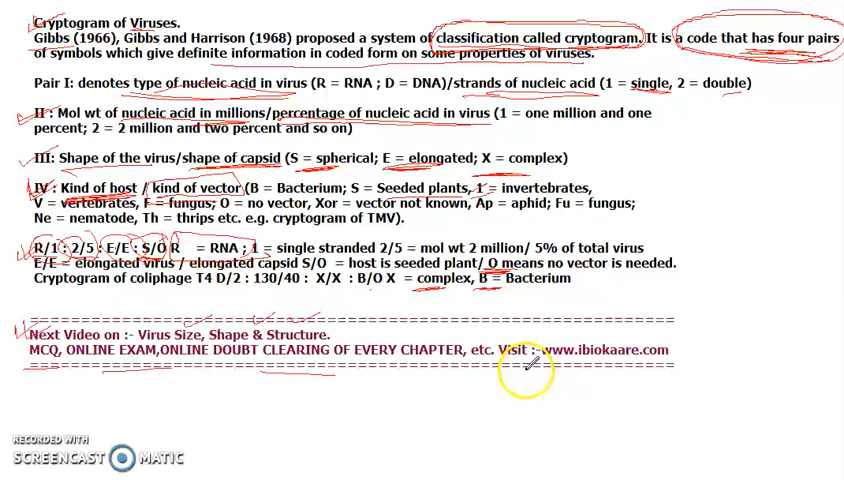 Cryptogram of Viruses.
Gibbs (1966), Gibbs and Harrison (1968) proposed a system of classification called cryptogram. It is a code that has four pairs
of symbols which give definite information in coded form on some properties of viruses.
Pair I: denotes type of nucleic acid in virus (R = RNA ; D = DNA)/strands of nucleic acid (1 = single, 2 = double)
II : Mol wt of nucleic acid in millions/percentage of nucleic acid in virus (1 = one million and one
percent; 2 = 2 million and two percent and so on)
III: Shape of the virus/shape of capsid (S = spherical; E = elongated; X = complex)
IV: Kind of host / kind of vector (B = Bacterium; S = Seeded plants, 1 = invertebrates,
V = vertebrates, F = fungus; O = no vector, Xor = vector not known, Ap = aphid; Fu = fungus;
Ne = nematode, Th = thrips etc. e.g. cryptogram of TMV).
R/1 : 2/5 : E/E : S/O R = RNA ; 1 = single stranded 2/5 = mol wt 2 million/ 5% of total virus
E/E = elongated virus / elongated capsid S/O = host is seeded plant/ O means no vector is needed.
Cryptogram of coliphage T4 D/2 : 130/40 : X/X : B/O X = complex, B = Bacterium
============================================
Next Video on :- Virus Size, Shape & Structure.
MCQ, ONLINE EXAM,ONLINE DOUBT CLEARING OF EVERY CHAPTER, etc. Visit :-www.ibiokaare.com
============================================
RECORDED WITH
SCREENCAST MATIC